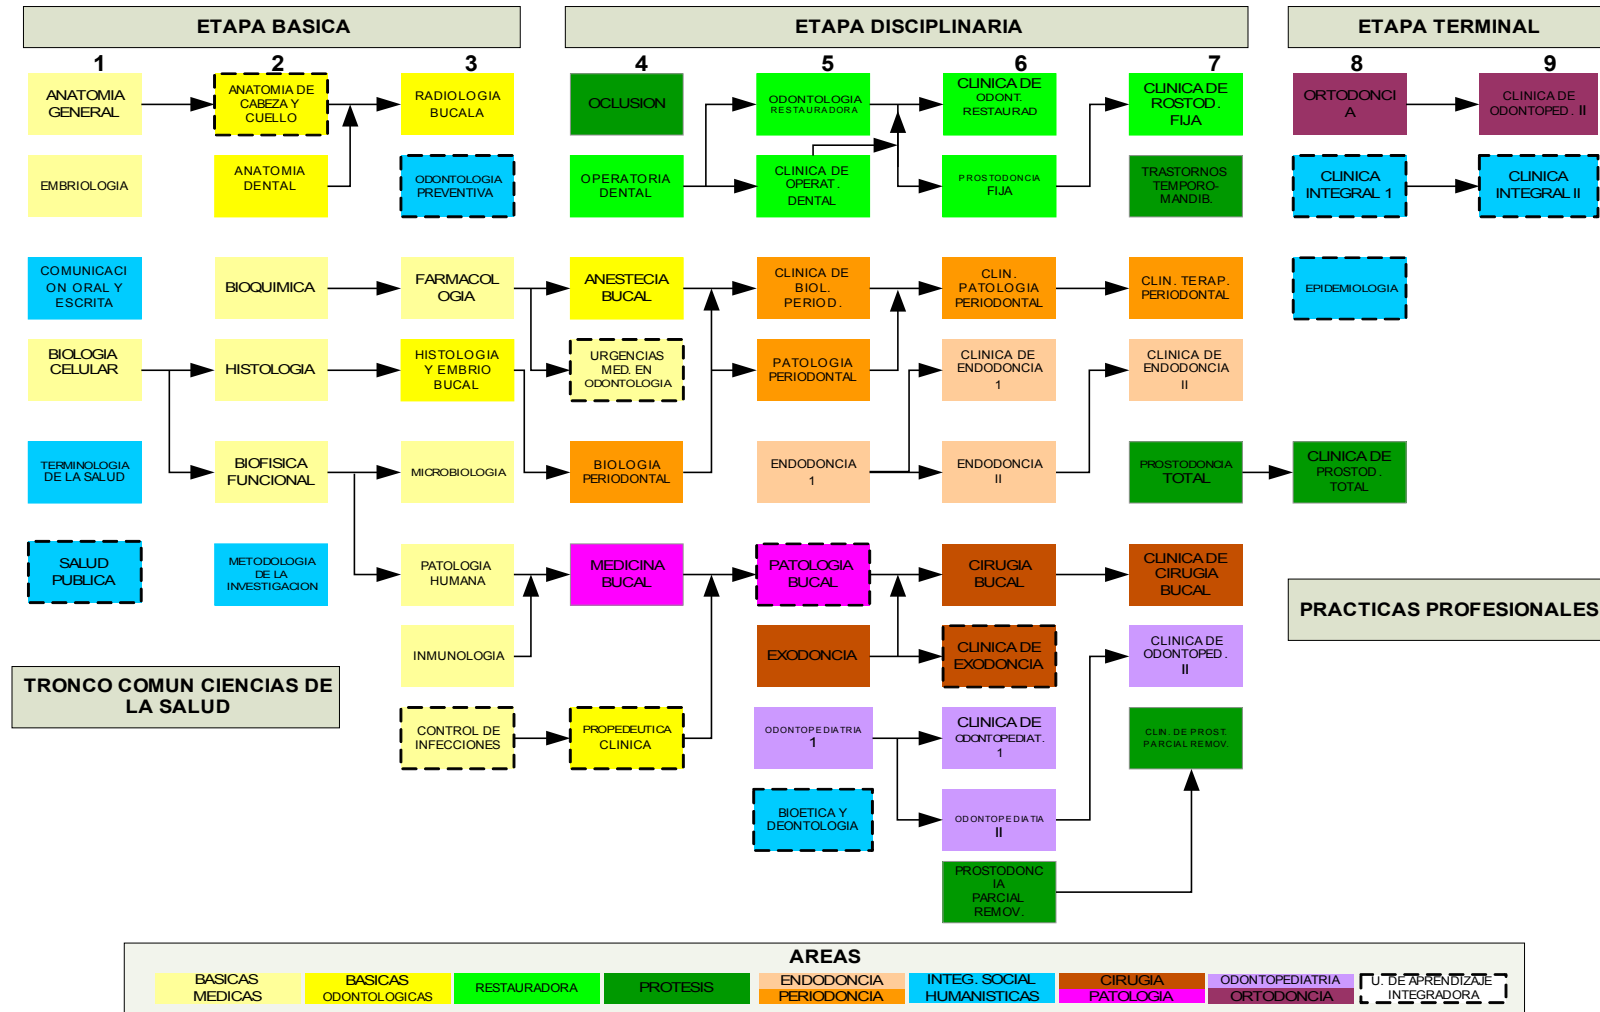 ETAPA BASICA
ETAPA DISCIPLINARIA
ETAPA TERMINAL
1
2
3
4
5
6
7
8
9
ANATOMIA
GENERAL
ANATOMIA DE
CABEZA Y
CUELLO
RADIOLOGIA
BUCALA
OCLUSION
ODONTOLOGIA
RESTAURADORA
CLINICA DE
ODONT.
RESTAURAD
CLINICA DE
ROSTOD.
FIJA
ORTODONCI
A
CLINICA DE
ODONTOPED. II
EMBRIOLOGIA
ANATOMIA
DENTAL
ODONTOLOGIA
PREVENTIVA
OPERATORIA
DENTAL
CLINICA DE
OPERAT.
DENTAL
PROSTODONCIA
FIJA
TRASTORNOS
TEMPORO-
MANDIB.
CLINICA
INTEGRAL 1
CLINICA
INTEGRAL II
COMUNICACI
ON ORAL Y
ESCRITA
BIOQUIMICA
FARMACOL
OGIA
ANESTECIA
BUCAL
CLINICA DE
BIOL.
PERIOD.
CLIN.
PATOLOGIA
PERIODONTAL
CLIN. TERAP.
PERIODONTAL
EPIDEMIOLOGIA
BIOLOGIA
CELULAR
HISTOLOGIA
HISTOLOGIA
Y EMBRIO
BUCAL
URGENCIAS
MED. EN
ODONTOLOGIA
PATOLOGIA
PERIODONTAL
CLINICA DE
ENDODONCIA
1
CLINICA DE
ENDODONCIA
II
TERMINOLOGIA
DE LA SALUD
BIOFISICA
FUNCIONAL
MICROBIOLOGIA
BIOLOGIA
PERIODONTAL
ENDODONCIA
1
ENDODONCIA
II
PROSTODONCIA
TOTAL
CLINICA DE
PROSTOD.
TOTAL
SALUD
PUBLICA
METODOLOGIA
DE LA
INVESTIGACION
PATOLOGIA
HUMANA
MEDICINA
BUCAL
PATOLOGIA
BUCAL
CIRUGIA
BUCAL
CLINICA DE
CIRUGIA
BUCAL
PRACTICAS PROFESIONALES
INMUNOLOGIA
EXODONCIA
CLINICA DE
EXODONCIA
CLINICA DE
ODONTOPED.
II
TRONCO COMUN CIENCIAS DE
LA SALUD
CONTROL DE
INFECCIONES
PROPEDEUTICA
CLINICA
ODONTOPEDIATRIA
1
CLINICA DE
ODONTOPEDIAT.
1
CLIN. DE PROST.
PARCIAL REMOV.
BIOETICA Y
DEONTOLOGIA
ODONTOPEDIATIA
II
PROSTODONC
IA
PARCIAL
REMOV.
AREAS
BASICAS
MEDICAS
BASICAS
ODONTOLOGICAS
RESTAURADORA
PROTESIS
ENDODONCIA
PERIODONCIA
INTEG. SOCIAL
HUMANISTICAS
CIRUGIA
PATOLOGIA
ODONTOPEDIATRIA
ORTODONCIA
U. DE APRENDIZAJE
INTEGRADORA